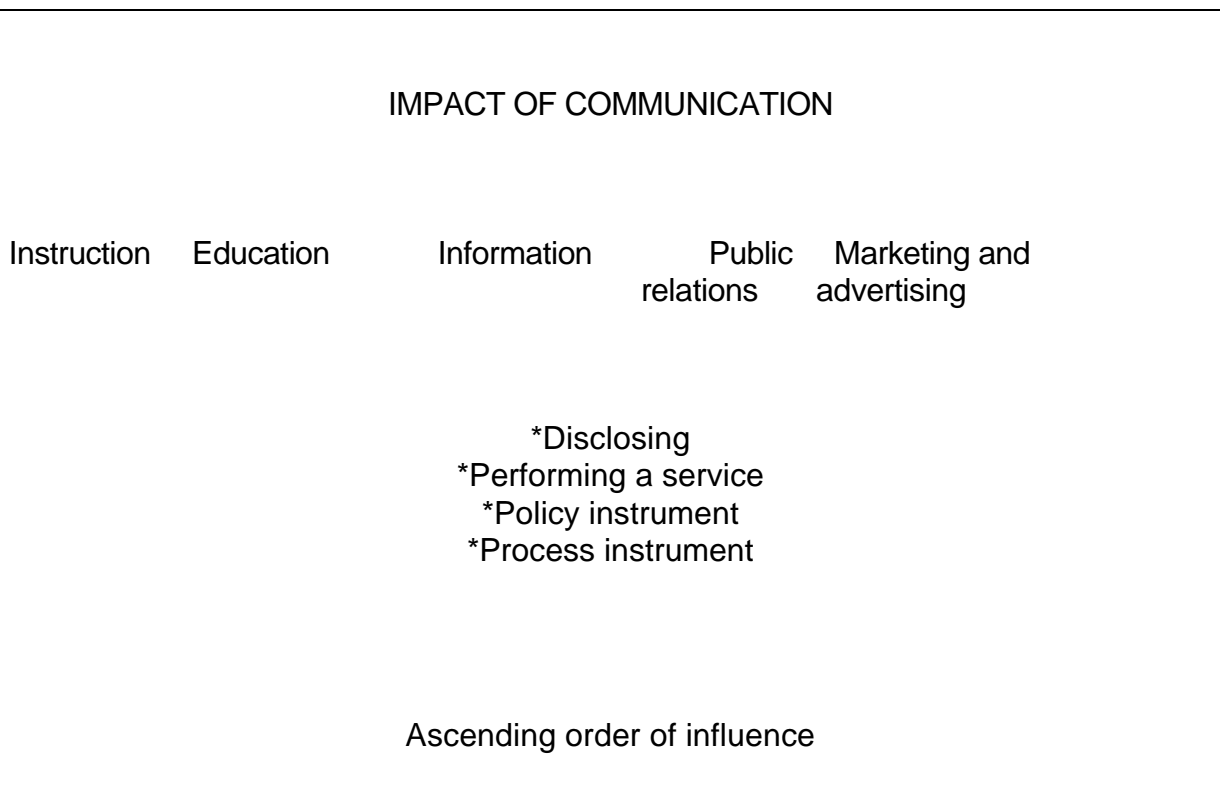 IMPACT OF COMMUNICATION
Instruction Education Information Public Marketing and
relations advertising
*Disclosing
*Performing a service
*Policy instrument
*Process instrument
Ascending order of influence